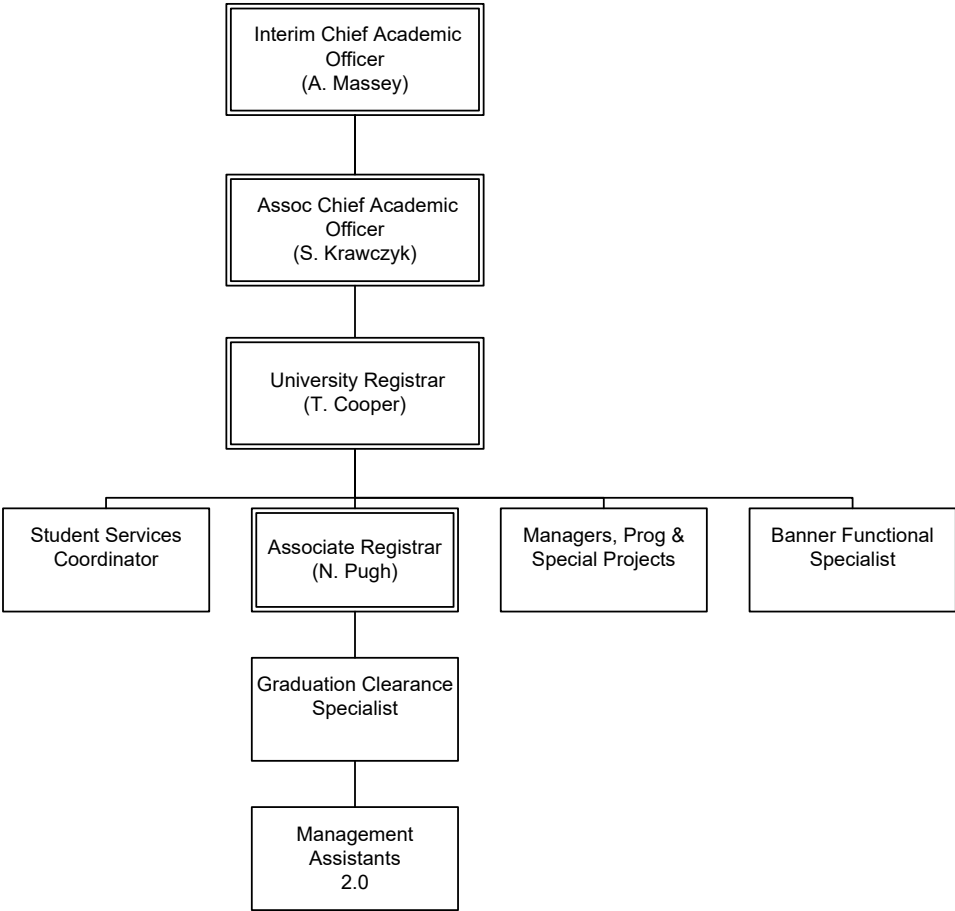 Interim Chief Academic
Officer
(A. Massey)
Assoc Chief Academic
Officer
(S. Krawczyk)
University Registrar
(T. Cooper)
Student Services
Coordinator
Associate Registrar
(N. Pugh)
Managers, Prog &
Special Projects
Banner Functional
Specialist
Graduation Clearance
Specialist
Management
Assistants
2.0